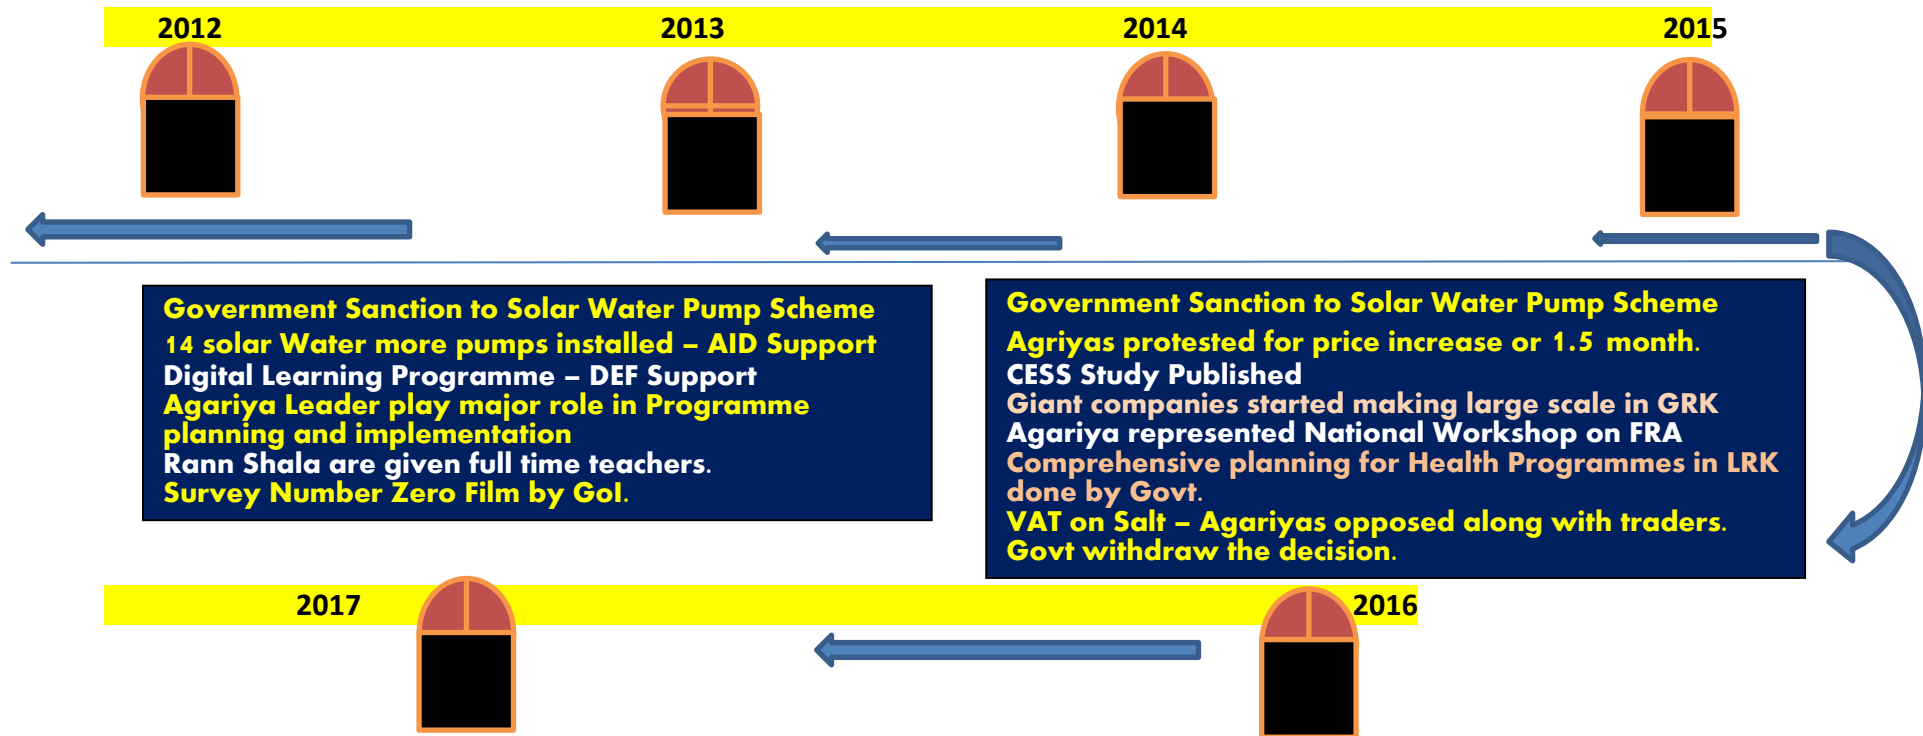 2012
2013
2014
2015
Government Sanction to Solar Water Pump Scheme
14 solar Water more pumps installed – AID Support
Digital Learning Programme – DEF Support
Agariya Leader play major role in Programme
planning and implementation
Rann Shala are given full time teachers.
Survey Number Zero Film by GoI.
Government Sanction to Solar Water Pump Scheme
Agriyas protested for price increase or 1.5 month.
CESS Study Published
Giant companies started making large scale in GRK
Agariya represented National Workshop on FRA
Comprehensive planning for Health Programmes in LRK
done by Govt.
VAT on Salt – Agariyas opposed along with traders.
Govt withdraw the decision.
2017
2016